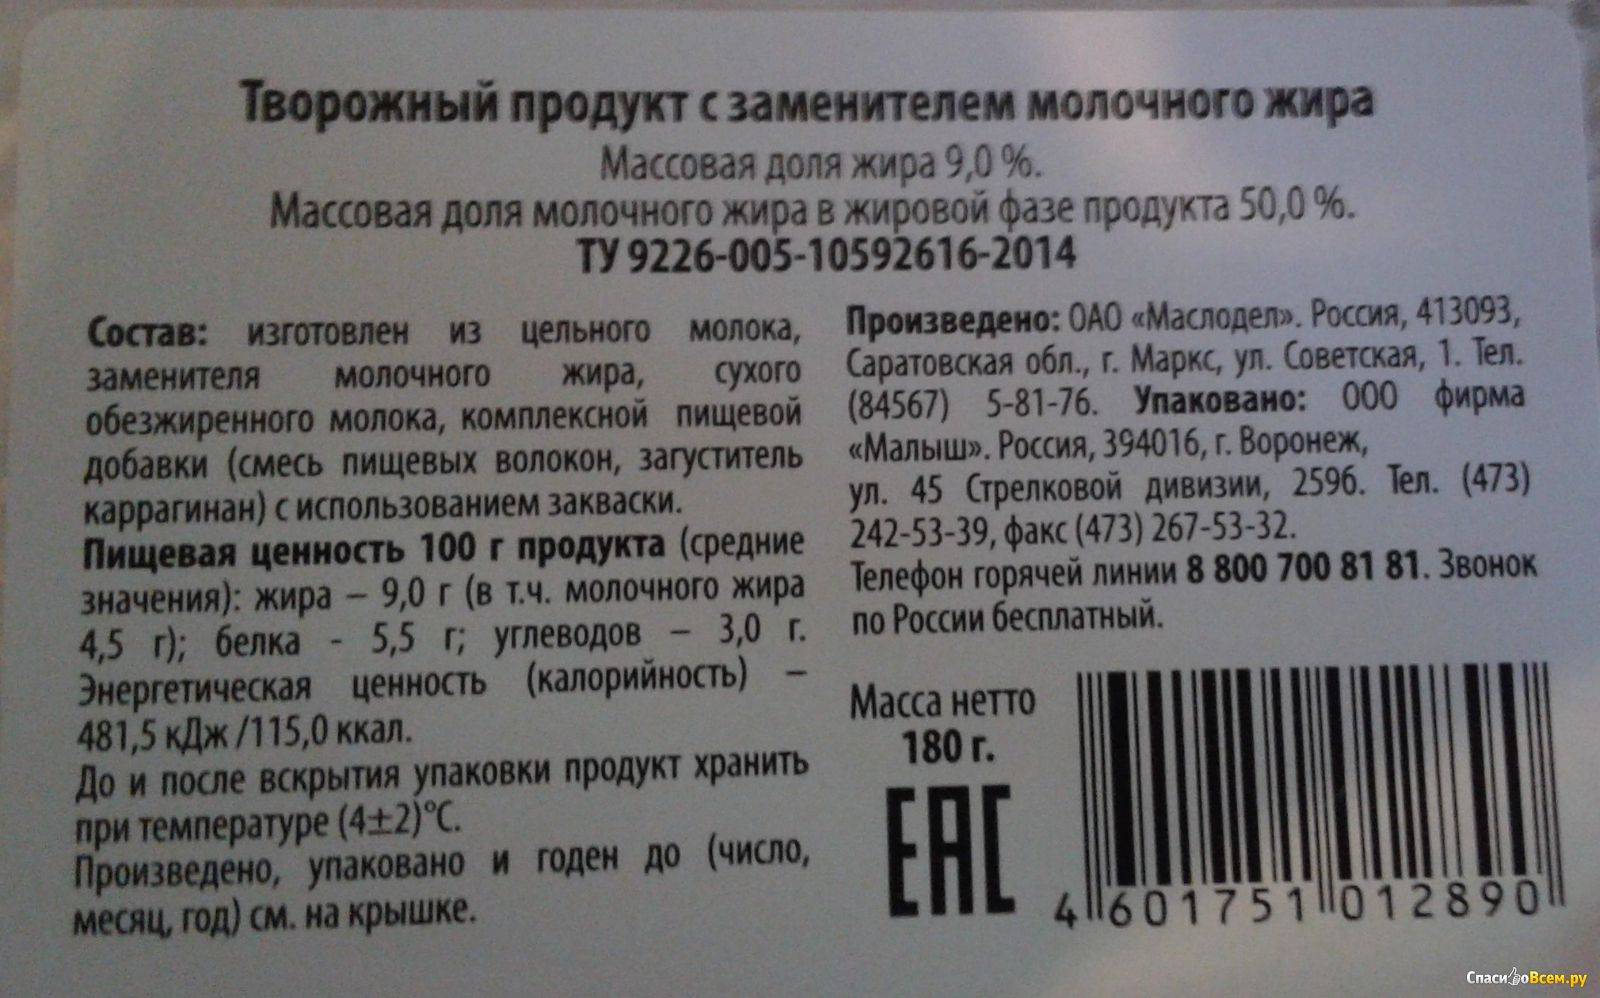 Творожный продукт с заменителем молочного жира
Массовая доля жира 9,0 %.
Массовая доля молочного жира в жировой фазе продукта 50,0 %.
ТУ 9226-005-10592616-2014
Состав: изготовлен из цельного молока,
заменителя молочного жира, сухого
обезжиренного молока, комплексной пищевой
добавки (смесь пищевых волокон, загуститель
каррагинан) с использованием закваски.
Пищевая ценность 100 г продукта (средние
значения): жира – 9,0 г (в т.ч. молочного жира
4,5 г); белка - 5,5 г; углеводов – 3,0 г.
Энергетическая ценность (калорийность) –
481,5 кДж /115,0 ккал.
До и после вскрытия упаковки продукт хранить
при температуре (4±2)°С.
Произведено, упаковано и годен до (число,
месяц, год) см. на крышке.
Произведено: ОАО «Маслодел». Россия, 413093,
Саратовская обл., г. Маркс, ул. Советская, 1. Тел.
(84567) 5-81-76. Упаковано: ООО фирма
«Малыш». Россия, 394016, г. Воронеж,
ул. 45 Стрелковой дивизии, 259б. Тел. (473)
242-53-39, факс (473) 267-53-32.
Телефон горячей линии 8 800 700 81 81. Звонок
по России бесплатный.
Масса нетто
180 г.
ЕАС
4 601751 012890
СпасибоВсем.ру